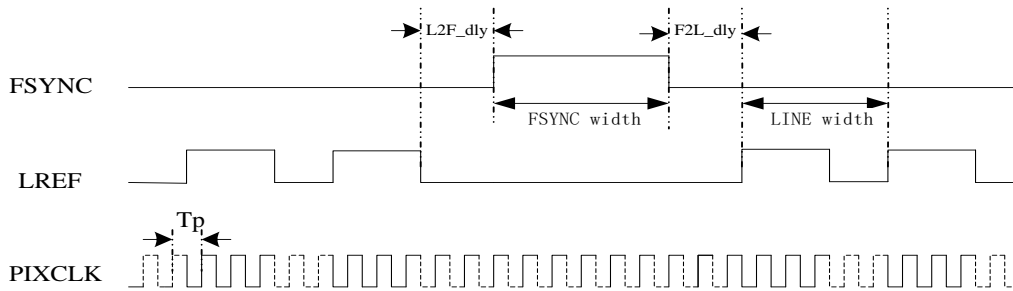 L2F_dly F2L_dly
FSYNC
FSYNC width LINE width
LREF
Tp
PIXCLK